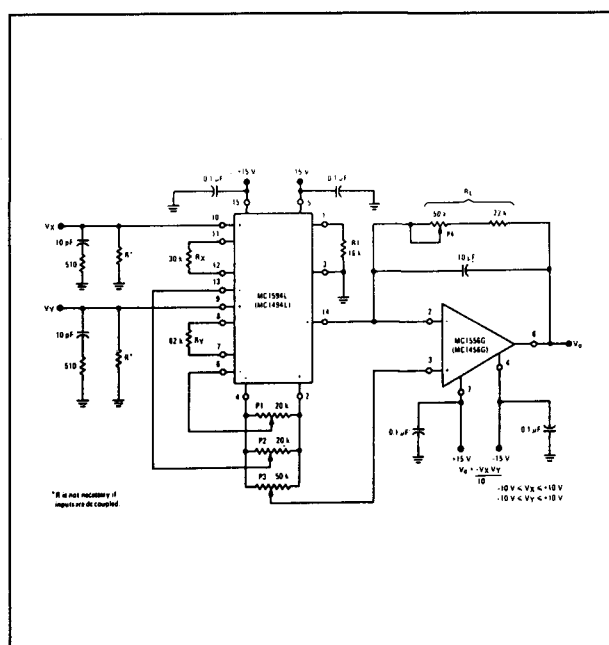 0.1 µF
+15 V
15 V
0.1 µF
15
5
RL
50 k
22 k
P4
VX
10
1
11
10 pF
R*
30 k
RX
R1
16 k
510
12
3
13
VY
9
MC1594L
(MC1494L)
14
2
8
10 pF
R*
62 k
RY
MC1556G
(MC1456G)
6
Vo
7
3
510
6
4
4
2
7
P1 20 k
P2 20 k
P3 50 k
0.1 µF
0.1 µF
+15 V
-15 V
Vo = -VX VY
10
-10 V < VX < +10 V
-10 V < VY < +10 V
*R is not necessary if
inputs are dc coupled.